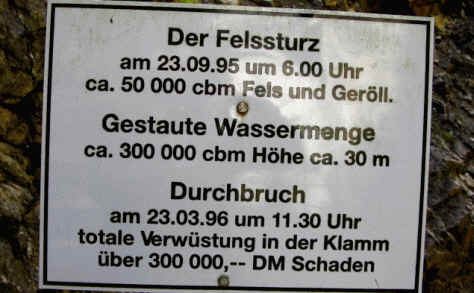 Der Felssturz
am 23.09.95 um 6.00 Uhr
ca. 50 000 cbm Fels und Geröll.
Gestaute Wassermenge
ca. 300 000 cbm Höhe ca. 30 m
Durchbruch
am 23.03.96 um 11.30 Uhr
totale Verwüstung in der Klamm
über 300 000,-- DM Schaden